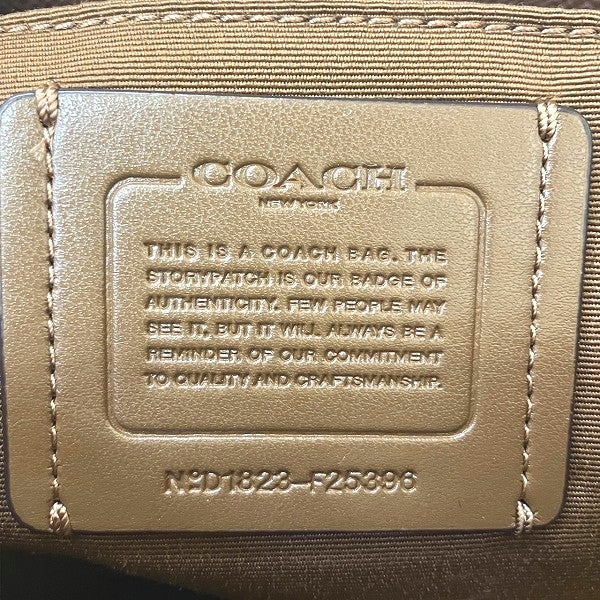 COACH
NEW YORK
THIS IS A COACH BAG. THE
STORYPATCH IS OUR BADGE OF
AUTHENTICITY. FEW PEOPLE MAY
SEE IT, BUT IT WILL ALWAYS BE A
REMINDER OF OUR COMMITMENT
TO QUALITY AND CRAFTSMANSHIP.
Nº D1823-F25396